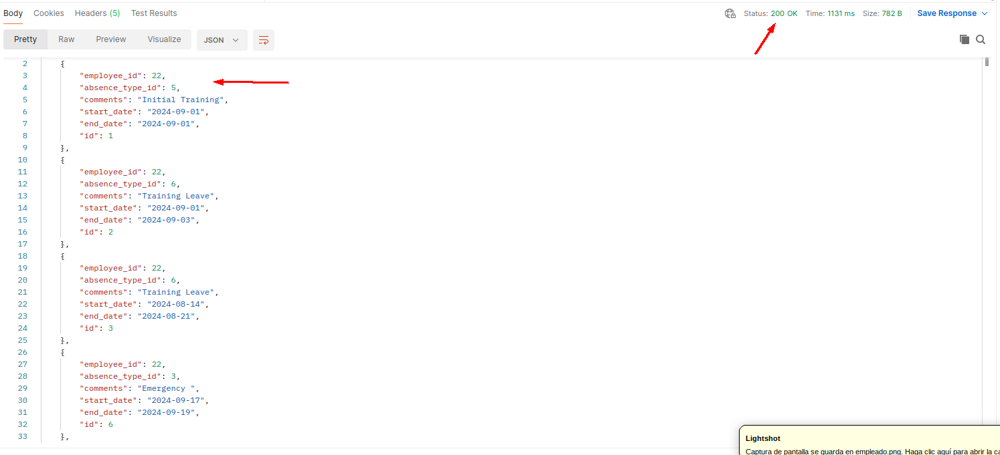 Body Cookies Headers (5) Test Results Status: 200 OK Time: 1131 ms Size: 782 B Save Response
Pretty Raw Preview Visualize JSON
2 {
3 "employee_id": 22,
4 "absence_type_id": 5,
5 "comments": "Initial Training",
6 "start_date": "2024-09-01",
7 "end_date": "2024-09-01",
8 "id": 1
9 },
10 {
11 "employee_id": 22,
12 "absence_type_id": 6,
13 "comments": "Training Leave",
14 "start_date": "2024-09-01",
15 "end_date": "2024-09-03",
16 "id": 2
17 },
18 {
19 "employee_id": 22,
20 "absence_type_id": 6,
21 "comments": "Training Leave",
22 "start_date": "2024-08-14",
23 "end_date": "2024-08-21",
24 "id": 3
25 },
26 {
27 "employee_id": 22,
28 "absence_type_id": 3,
29 "comments": "Emergency ",
30 "start_date": "2024-09-17",
31 "end_date": "2024-09-19",
32 "id": 6
33 },
Lightshot
Captura de pantalla se guarda en empleado.png. Haga clic aquí para abrir la ca